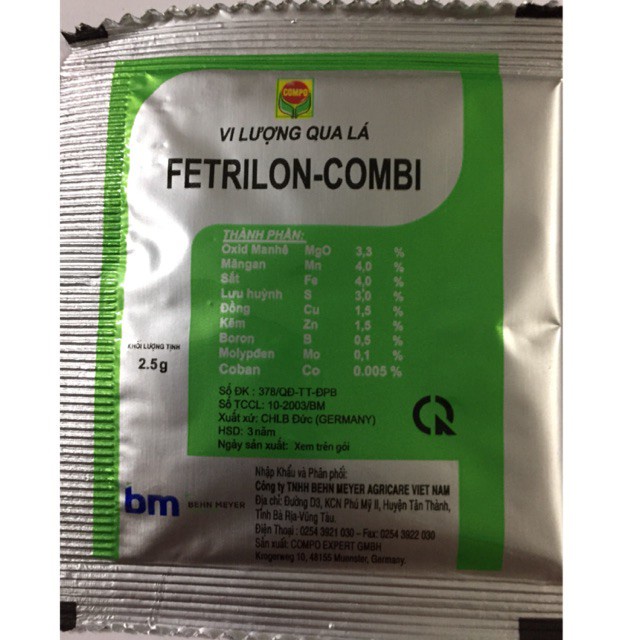 COMPO
VI LƯỢNG QUA LÁ
FETRILON-COMBI
THÀNH PHẦN:
Oxid Manhê MgO 3,3 %
Mângan Mn 4,0 %
Sắt Fe 4,0 %
Lưu huỳnh S 3,0 %
Đồng Cu 1,5 %
Kẽm Zn 1,5 %
Boron B 0,5 %
Molypden Mo 0,1 %
Coban Co 0.005 %
KHỐI LƯỢNG TỊNH
2.5g
Số ĐK : 378/QĐ-TT-ĐPB
Số TCCL: 10-2003/BM
Xuất xứ: CHLB Đức (GERMANY)
HSD: 3 năm
Ngày sản xuất: Xem trên gói
bm BEHN MEYER
Nhập Khẩu và Phân phối:
Công ty TNHH BEHN MEYER AGRICARE VIET NAM
Địa chỉ: Đường D3, KCN Phú Mỹ II, Huyện Tân Thành,
Tỉnh Bà Rịa-Vũng Tàu.
Điện Thoại : 0254 3921 030 – Fax: 0254 3922 030
Sản xuất: COMPO EXPERT GMBH
Krogerweg 10, 48155 Muenster, Germany.